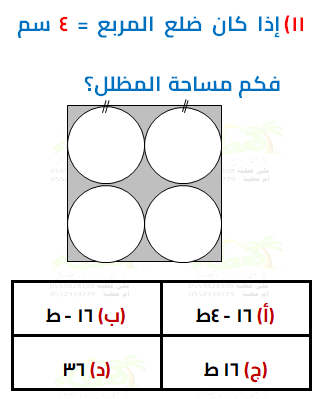 ١١) إذا كان ضلع المربع = ٤ سم
فكم مساحة المظلل؟
(أ) ١٦ - ٤ط
(ب) ١٦ - ط
(ج) ١٦ ط
(د) ٣٦